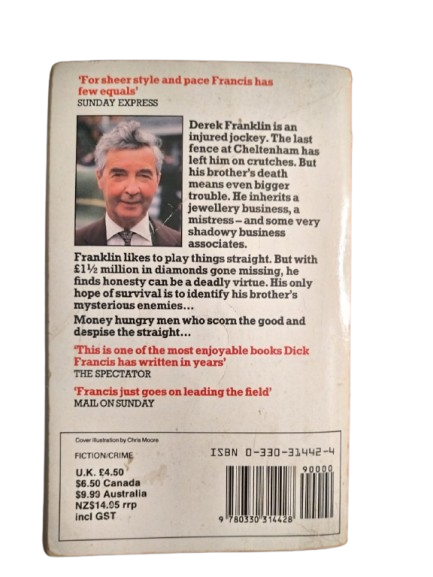 'For sheer style and pace Francis has
few equals'
SUNDAY EXPRESS
Derek Franklin is an
injured jockey. The last
fence at Cheltenham has
left him on crutches. But
his brother's death
means even bigger
trouble. He inherits a
jewellery business, a
mistress – and some very
shadowy business
associates.
Franklin likes to play things straight. But with
£1½ million in diamonds gone missing, he
finds honesty can be a deadly virtue. His only
hope of survival is to identify his brother's
mysterious enemies...
Money hungry men who scorn the good and
despise the straight...
'This is one of the most enjoyable books Dick
Francis has written in years'
THE SPECTATOR
'Francis just goes on leading the field'
MAIL ON SUNDAY
Cover illustration by Chris Moore
FICTION/CRIME
U.K. £4.50
$6.50 Canada
$9.99 Australia
NZ$14.95 rrp
incl GST
ISBN 0-330-31442-4
90000
9 780330 314428